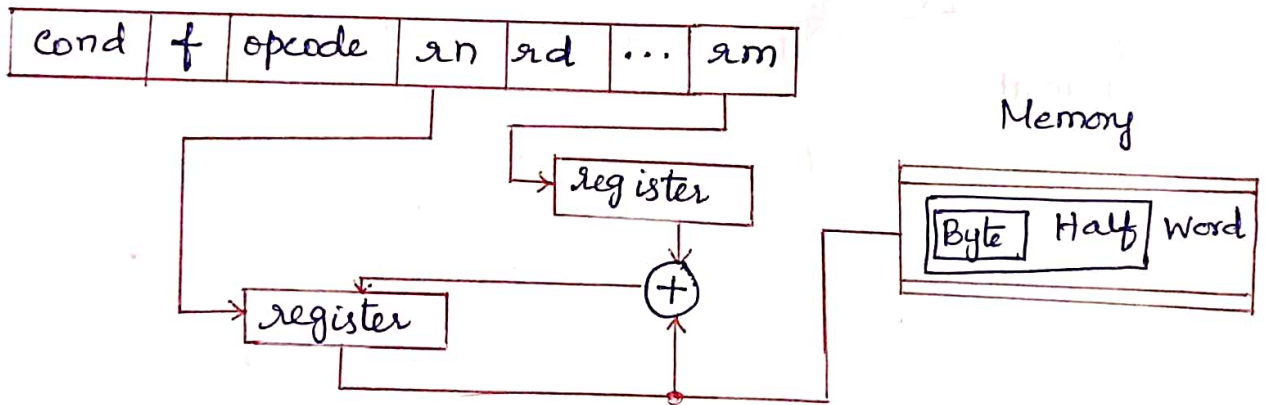 cond f opcode rn rd ... rm
Memory
register
Byte Half Word
+
register